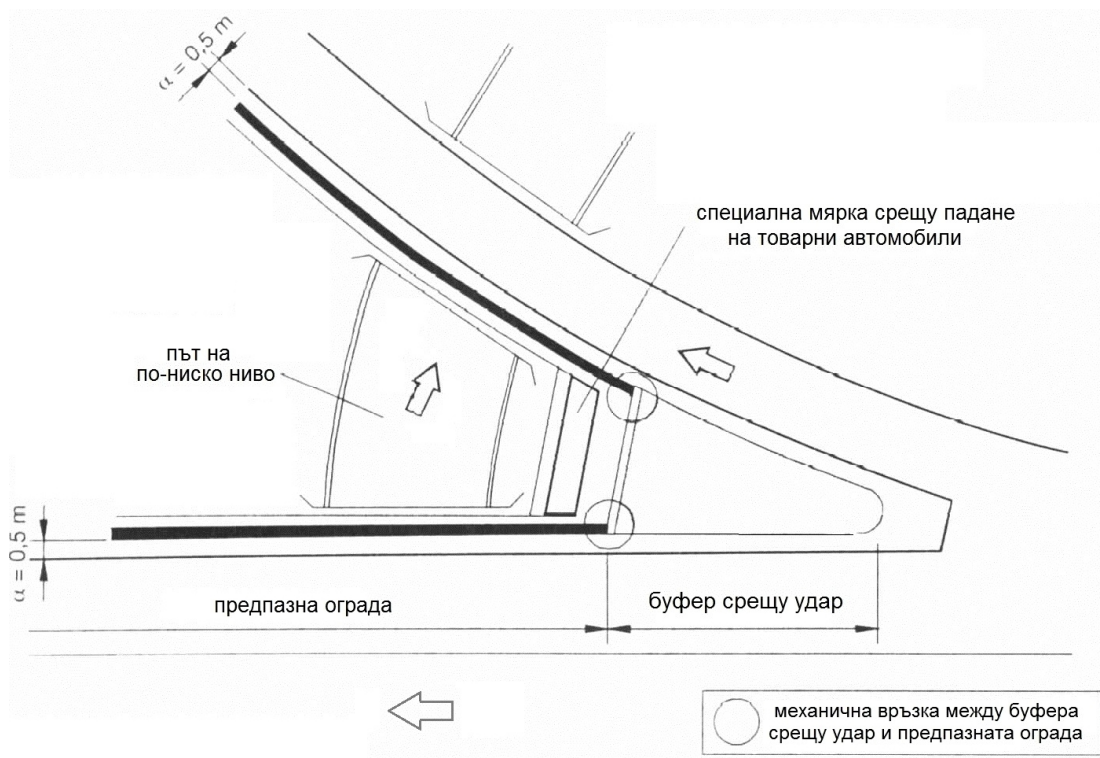 α = 0,5 m
специална мярка срещу падане
на товарни автомобили
път на
по-ниско ниво
α = 0,5 m
предпазна ограда
буфер срещу удар
механична връзка между буфера
срещу удар и предпазната ограда